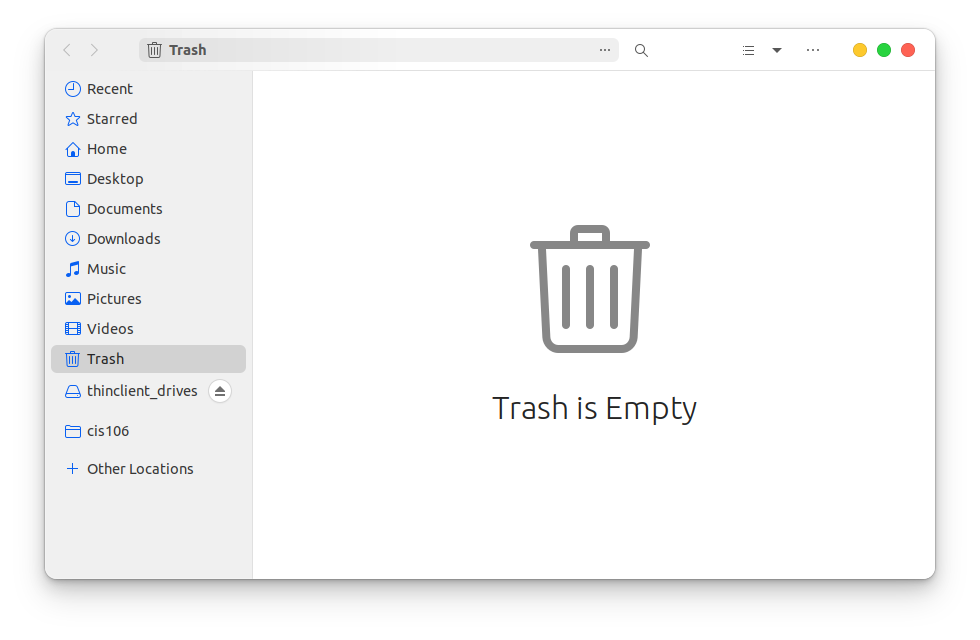 Trash
Recent
Starred
Home
Desktop
Documents
Downloads
Music
Pictures
Videos
Trash
thinclient_drives
cis106
Other Locations
Trash is Empty